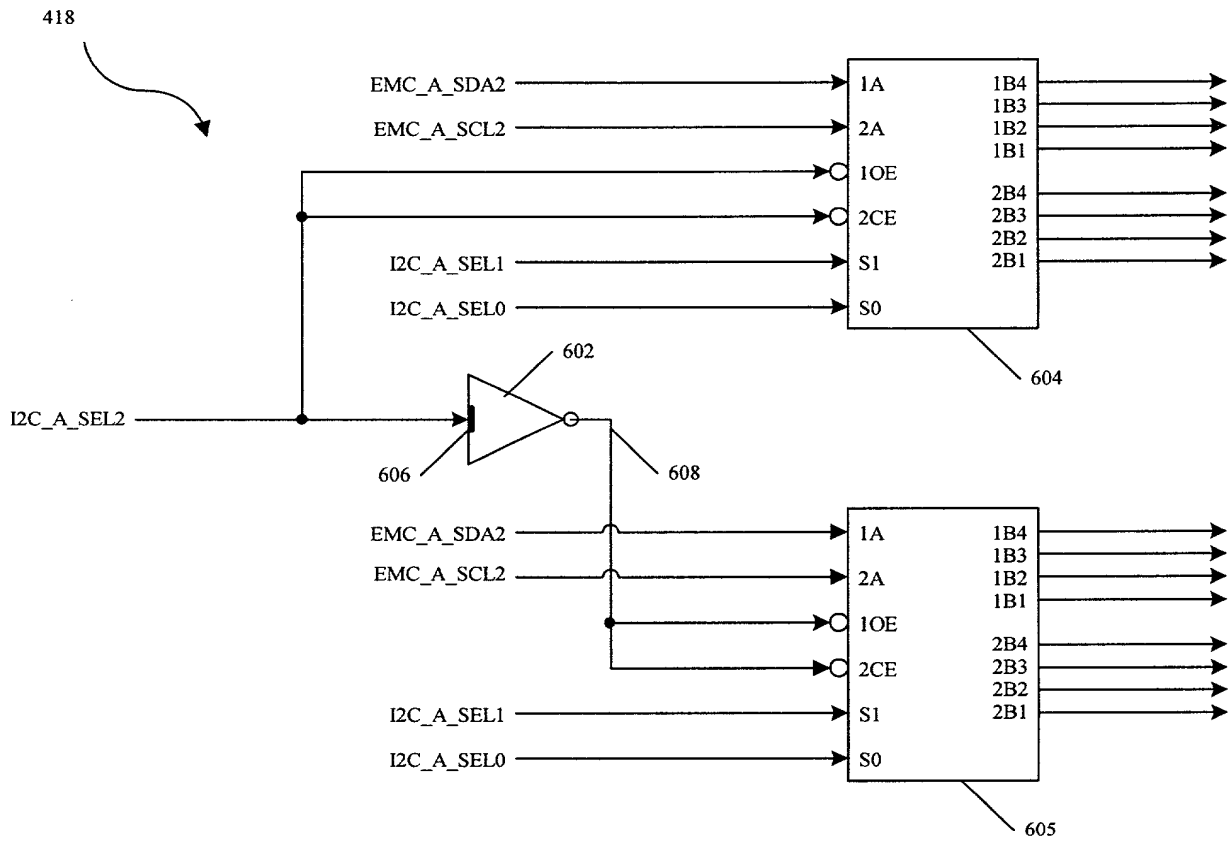 418
EMC_A_SDA2
EMC_A_SCL2
I2C_A_SEL1
I2C_A_SEL0
1A
2A
1OE
2CE
S1
S0
1B4
1B3
1B2
1B1
2B4
2B3
2B2
2B1
604
602
I2C_A_SEL2
606
608
EMC_A_SDA2
EMC_A_SCL2
I2C_A_SEL1
I2C_A_SEL0
1A
2A
1OE
2CE
S1
S0
1B4
1B3
1B2
1B1
2B4
2B3
2B2
2B1
605